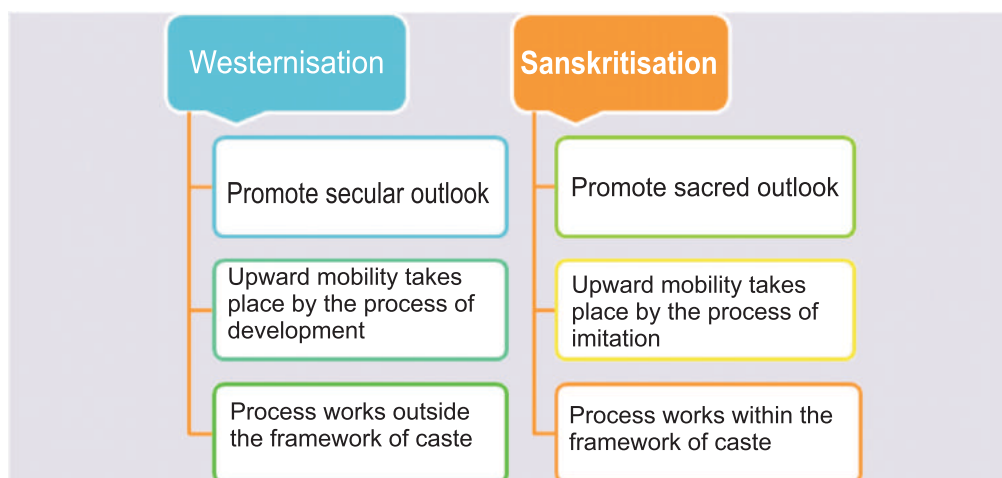 Westernisation
Promote secular outlook
Upward mobility takes
place by the process of
development
Process works outside
the framework of caste
Sanskritisation
Promote sacred outlook
Upward mobility takes
place by the process of
imitation
Process works within the
framework of caste